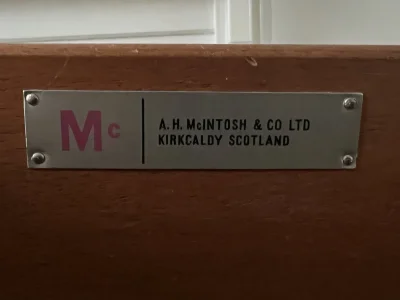 Mc
A.H. McINTOSH & CO LTD
KIRKCALDY SCOTLAND